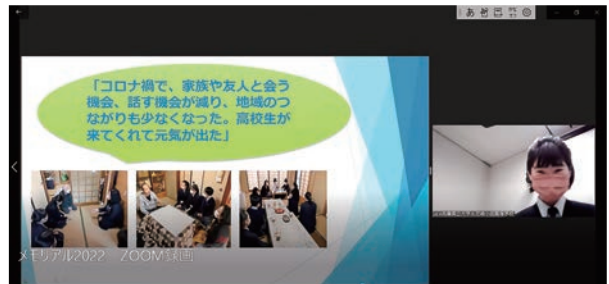 「コロナ禍で、家族や友人と会う
機会、話す機会が減り、地域のつ
ながりも少なくなった。高校生が
来てくれて元気が出た」
メモリアル2022　ZOOM録画